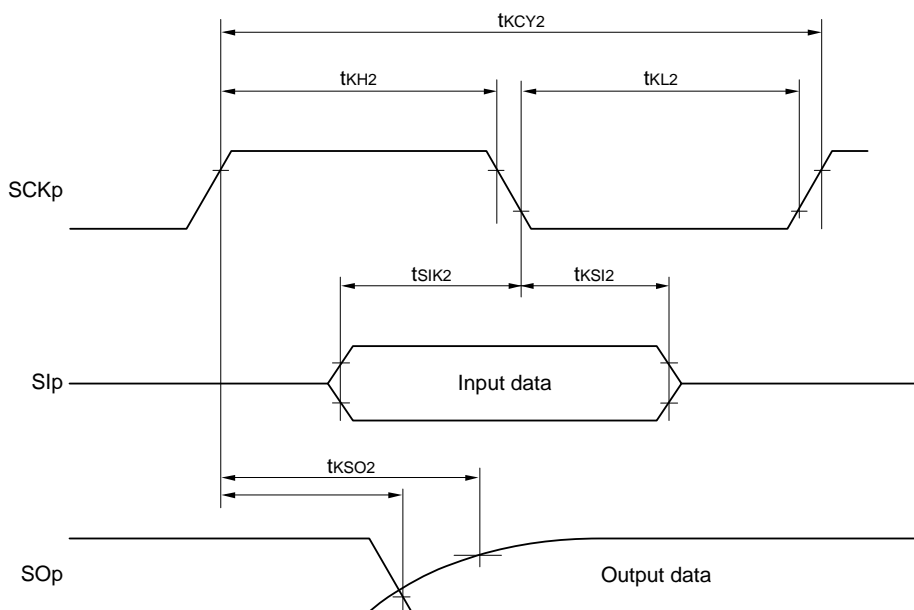 tKCY2
tKH2
tKL2
SCKp
tSIK2
tKSI2
SIp
Input data
tKSO2
SOp
Output data